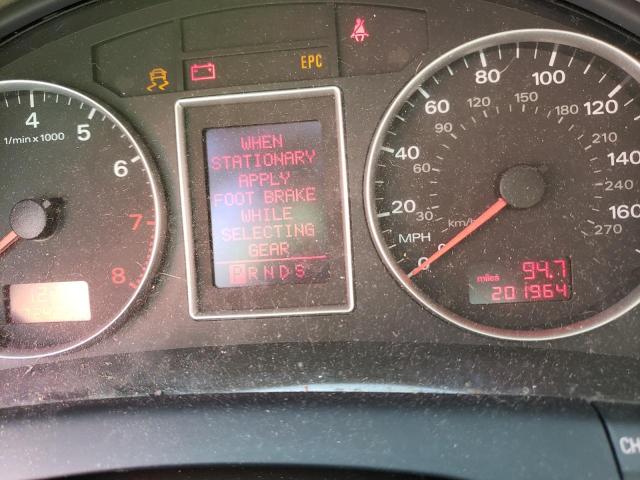 EPC
4 5 6 7 8
1/min x 1000
WHEN
STATIONARY
APPLY
FOOT BRAKE
WHILE
SELECTING
GEAR
P R N D S
20 40 60 80 100 120 140 160
30 60 90 120 150 180 210 240 270
MPH
km/h
94.7
miles
201964
CH